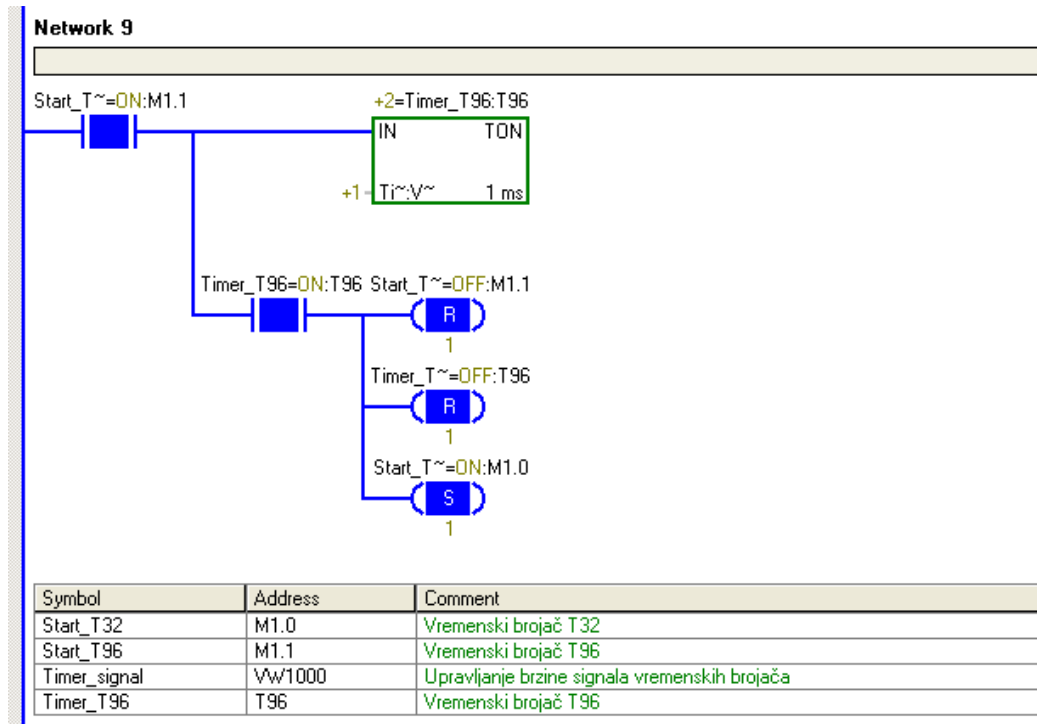 Network 9
Start_T~=ON:M1.1
+2=Timer_T96:T96
IN TON
+1 Ti~:V~ 1 ms
Timer_T96=ON:T96 Start_T~=OFF:M1.1
R
1
Timer_T~=OFF:T96
R
1
Start_T~=ON:M1.0
S
1
Symbol Address Comment
Start_T32 M1.0 Vremenski brojač T32
Start_T96 M1.1 Vremenski brojač T96
Timer_signal VW1000 Upravljanje brzine signala vremenskih brojača
Timer_T96 T96 Vremenski brojač T96